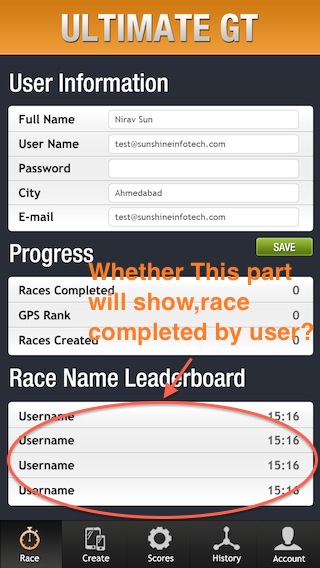 ULTIMATE GT
User Information
Full Name Nirav Sun
User Name test@sunshineinfotech.com
Password
City Ahmedabad
E-mail test@sunshineinfotech.com
SAVE
Progress
Whether This part
will show,race
completed by user?
Races Completed 0
GPS Rank 0
Races Created 0
Race Name Leaderboard
Username 15:16
Username 15:16
Username 15:16
Username 15:16
Race Create Scores History Account